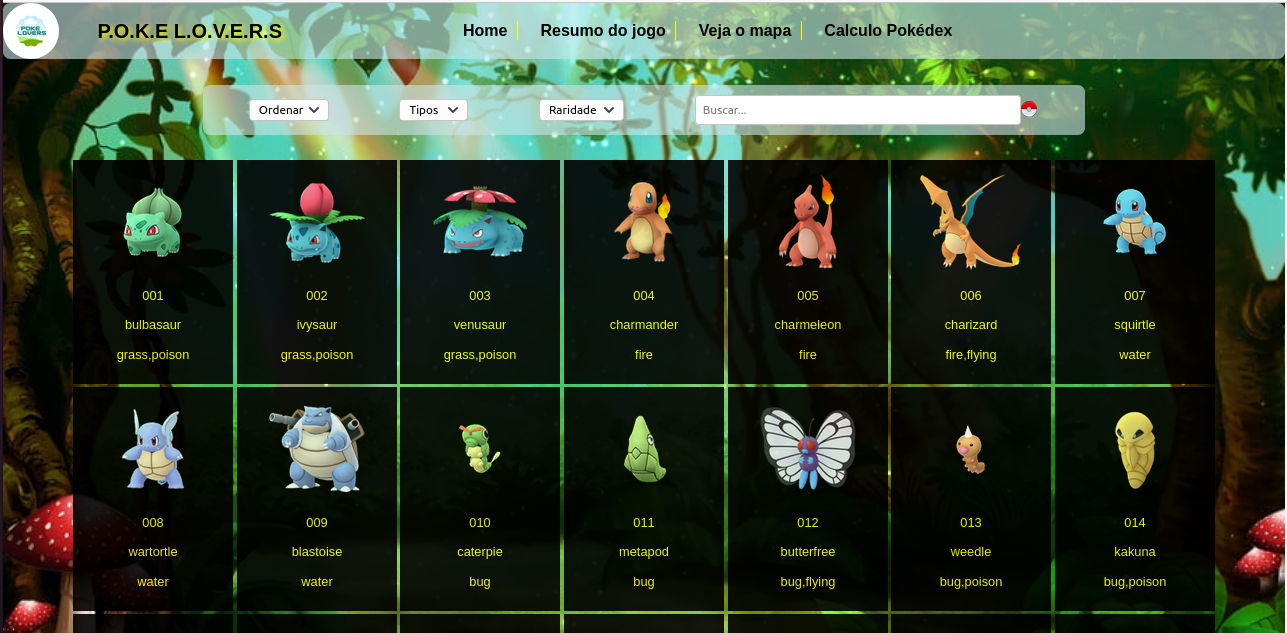 POKE
LOVERS
P.O.K.E L.O.V.E.R.S
Home
Resumo do jogo
Veja o mapa
Calculo Pokédex
Ordenar
Tipos
Raridade
Buscar...
001
bulbasaur
grass,poison
002
ivysaur
grass,poison
003
venusaur
grass,poison
004
charmander
fire
005
charmeleon
fire
006
charizard
fire,flying
007
squirtle
water
008
wartortle
water
009
blastoise
water
010
caterpie
bug
011
metapod
bug
012
butterfree
bug,flying
013
weedle
bug,poison
014
kakuna
bug,poison